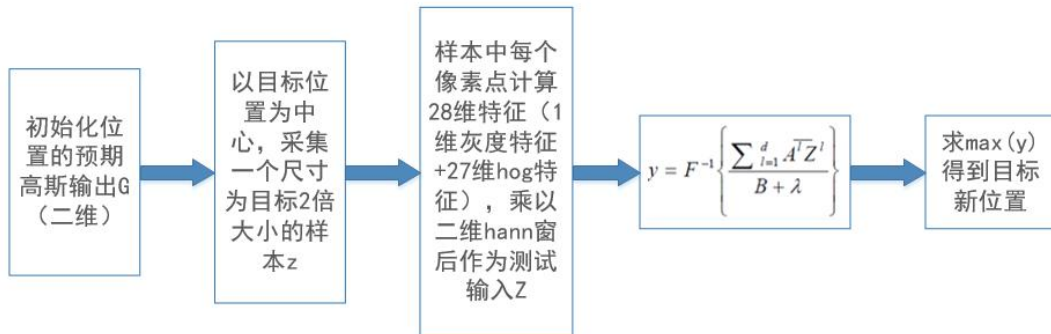 初始化位
置的预期
高斯输出G
（二维）
以目标位
置为中
心，采集
一个尺寸
为目标2倍
大小的样
本z
样本中每个
像素点计算
28维特征（1
维灰度特征
+27维hog特
征），乘以
二维hann窗
后作为测试
输入Z
y = F⁻¹{ ∑ᵈₗ₌₁ A̅ˡ̅ Zˡ / (B + λ) }
求max(y)
得到目标
新位置